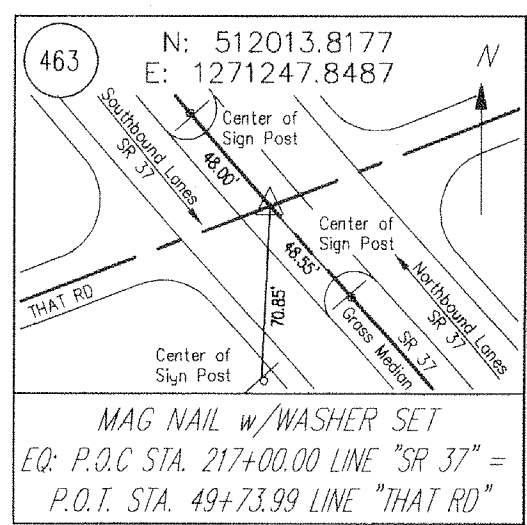 463
N: 512013.8177
E: 1271247.8487
N
Southbound Lanes
SR 37
Center of
Sign Post
48.00'
Center of
Sign Post
48.55'
Northbound Lanes
SR 37
70.85'
THAT RD
Grass Median
SR 37
Center of
Sign Post
MAG NAIL w/WASHER SET
EQ: P.O.C STA. 217+00.00 LINE "SR 37" =
P.O.T. STA. 49+73.99 LINE "THAT RD"